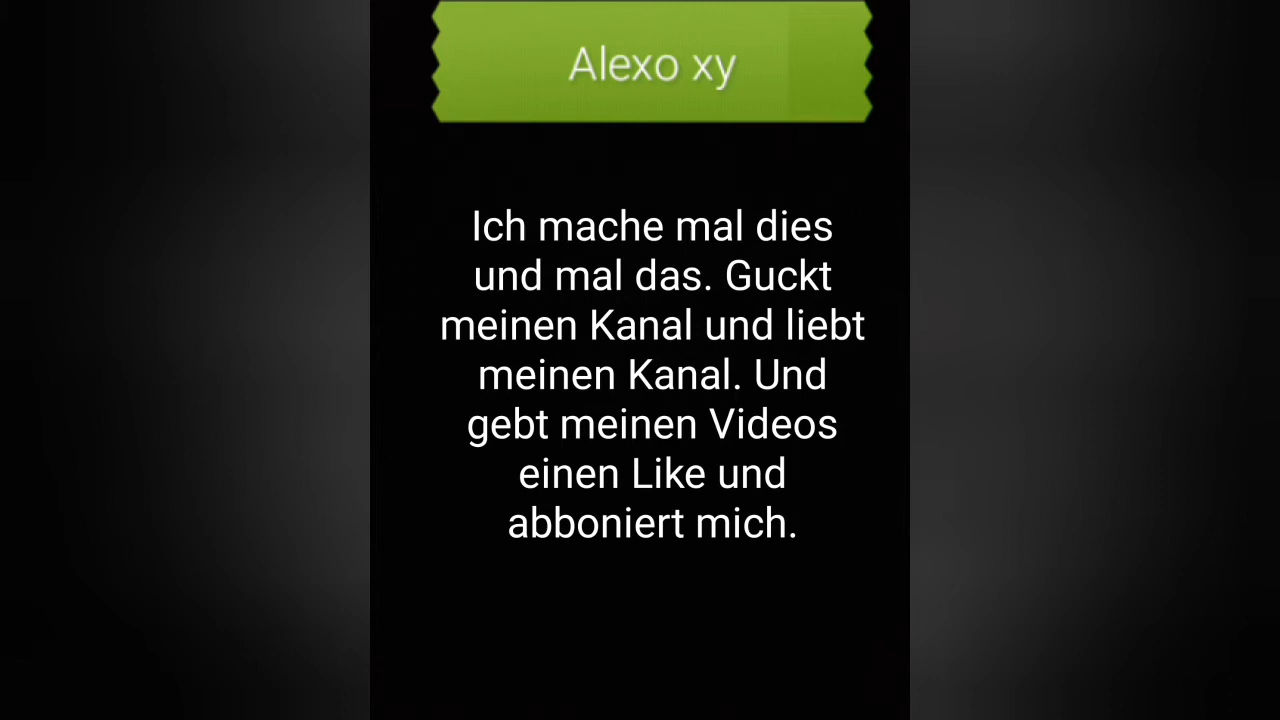 Alexo xy
Ich mache mal dies
und mal das. Guckt
meinen Kanal und liebt
meinen Kanal. Und
gebt meinen Videos
einen Like und
abboniert mich.